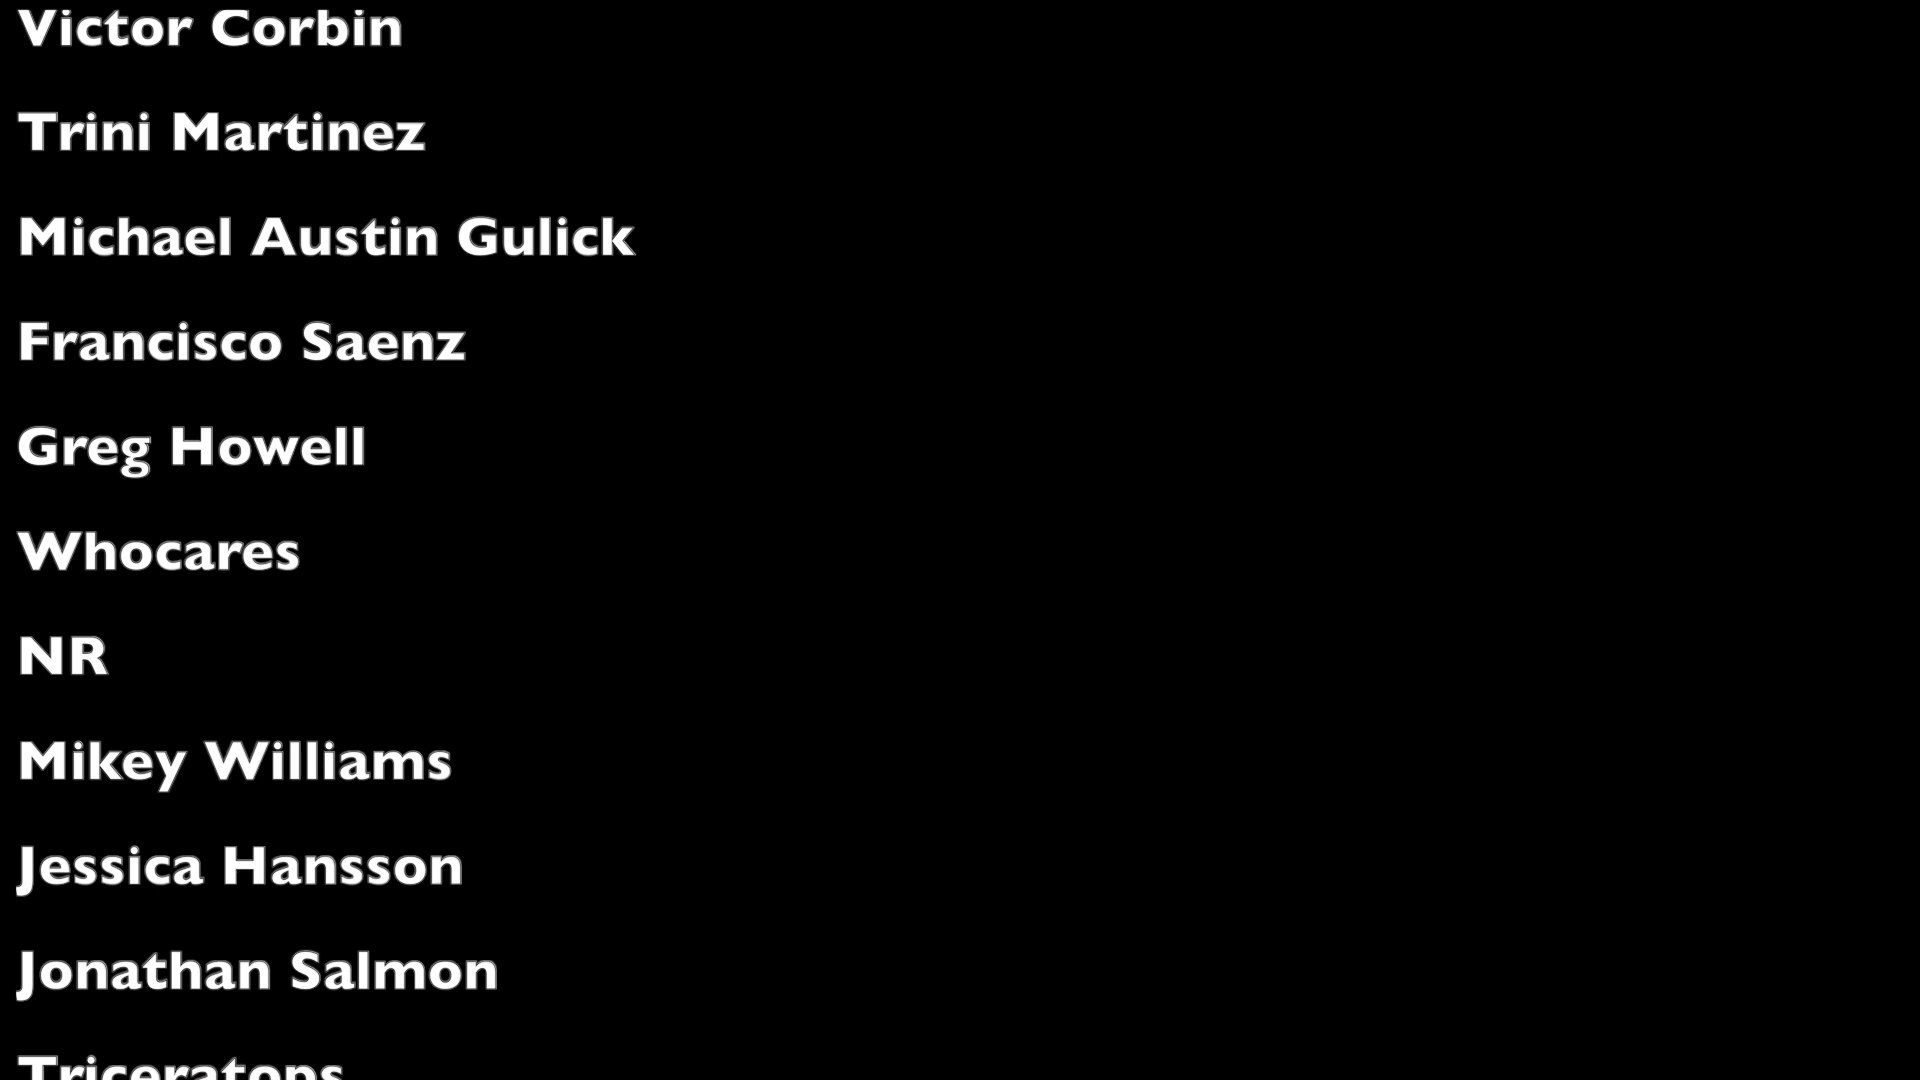 Victor Corbin
Trini Martinez
Michael Austin Gulick
Francisco Saenz
Greg Howell
Whocares
NR
Mikey Williams
Jessica Hansson
Jonathan Salmon
Triceratops